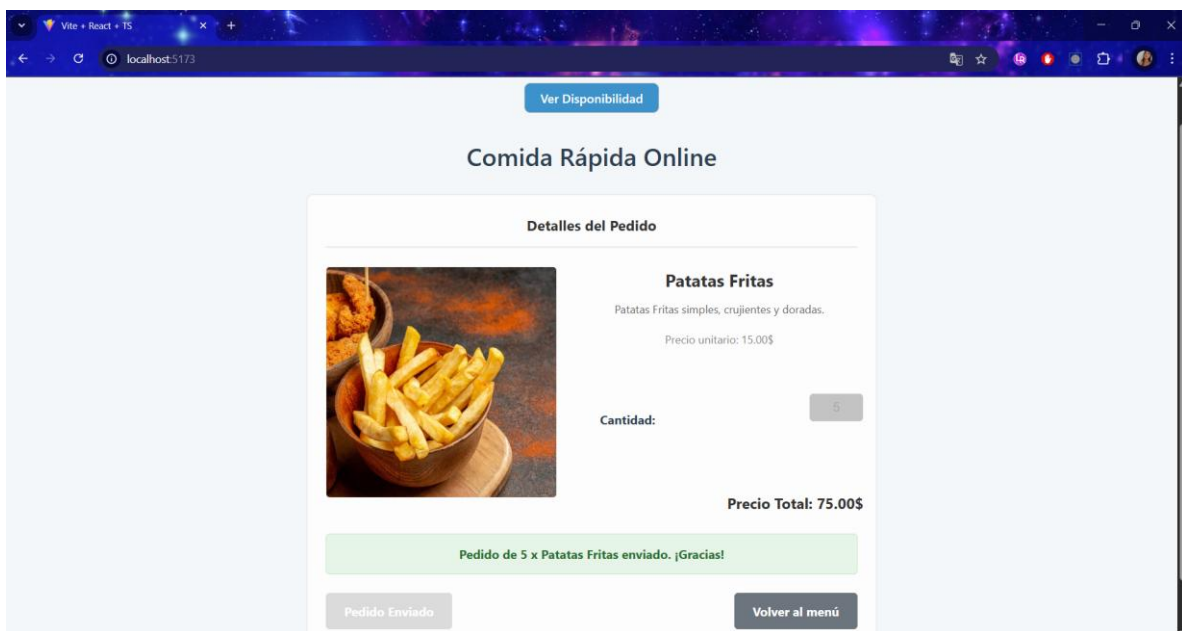 Vite + React + TS
localhost:5173
Ver Disponibilidad
Comida Rápida Online
Detalles del Pedido
Patatas Fritas
Patatas Fritas simples, crujientes y doradas.
Precio unitario: 15.00$
Cantidad:
5
Precio Total: 75.00$
Pedido de 5 x Patatas Fritas enviado. ¡Gracias!
Pedido Enviado
Volver al menú